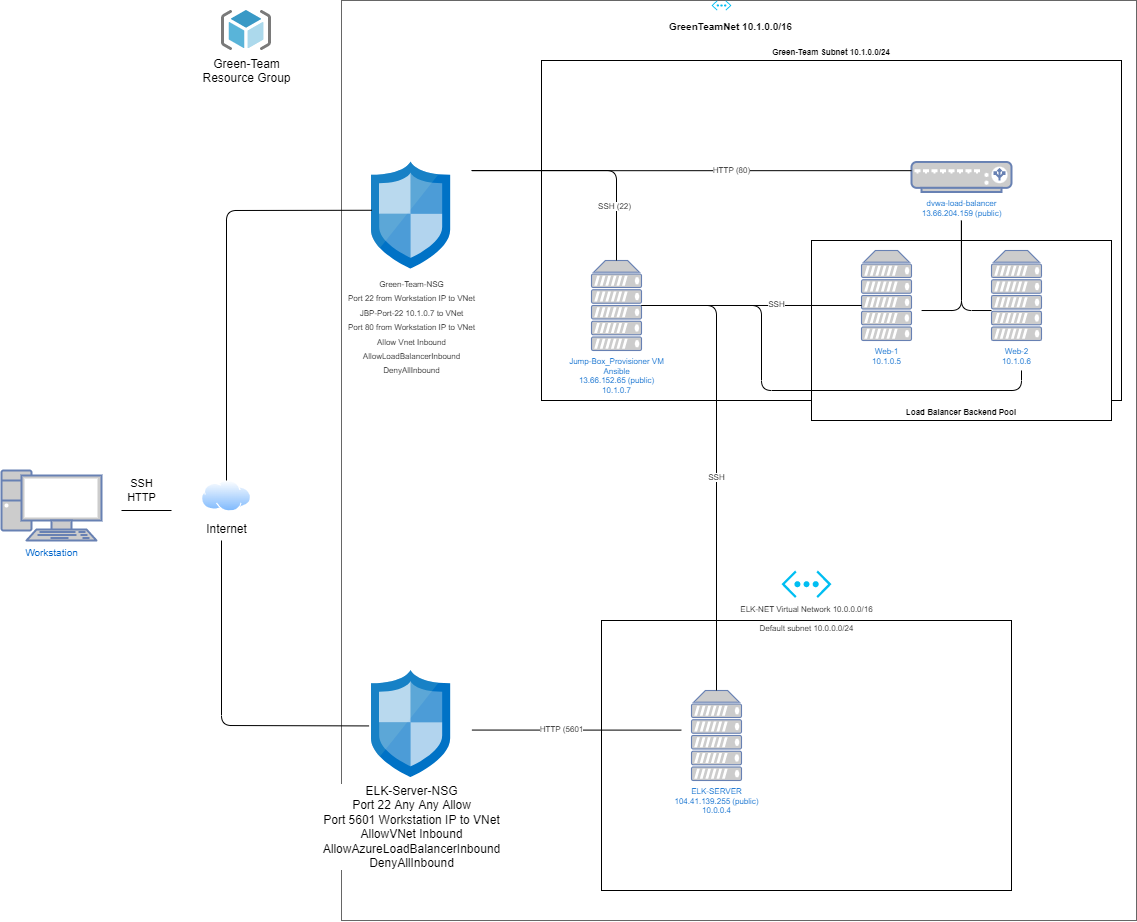 GreenTeamNet 10.1.0.0/16
Green-Team Subnet 10.1.0.0/24
Green-Team
Resource Group
HTTP (80)
SSH (22)
dvwa-load-balancer
13.66.204.159 (public)
Green-Team-NSG
Port 22 from Workstation IP to VNet
JBP-Port-22 10.1.0.7 to VNet
Port 80 from Workstation IP to VNet
Allow Vnet Inbound
AllowLoadBalancerInbound
DenyAllInbound
SSH
Jump-Box_Provisioner VM
Ansible
13.66.152.65 (public)
10.1.0.7
Web-1
10.1.0.5
Web-2
10.1.0.6
Load Balancer Backend Pool
SSH
SSH
HTTP
Workstation
Internet
ELK-NET Virtual Network 10.0.0.0/16
Default subnet 10.0.0.0/24
HTTP (5601
ELK-SERVER
104.41.139.255 (public)
10.0.0.4
ELK-Server-NSG
Port 22 Any Any Allow
Port 5601 Workstation IP to VNet
AllowVNet Inbound
AllowAzureLoadBalancerInbound
DenyAllInbound